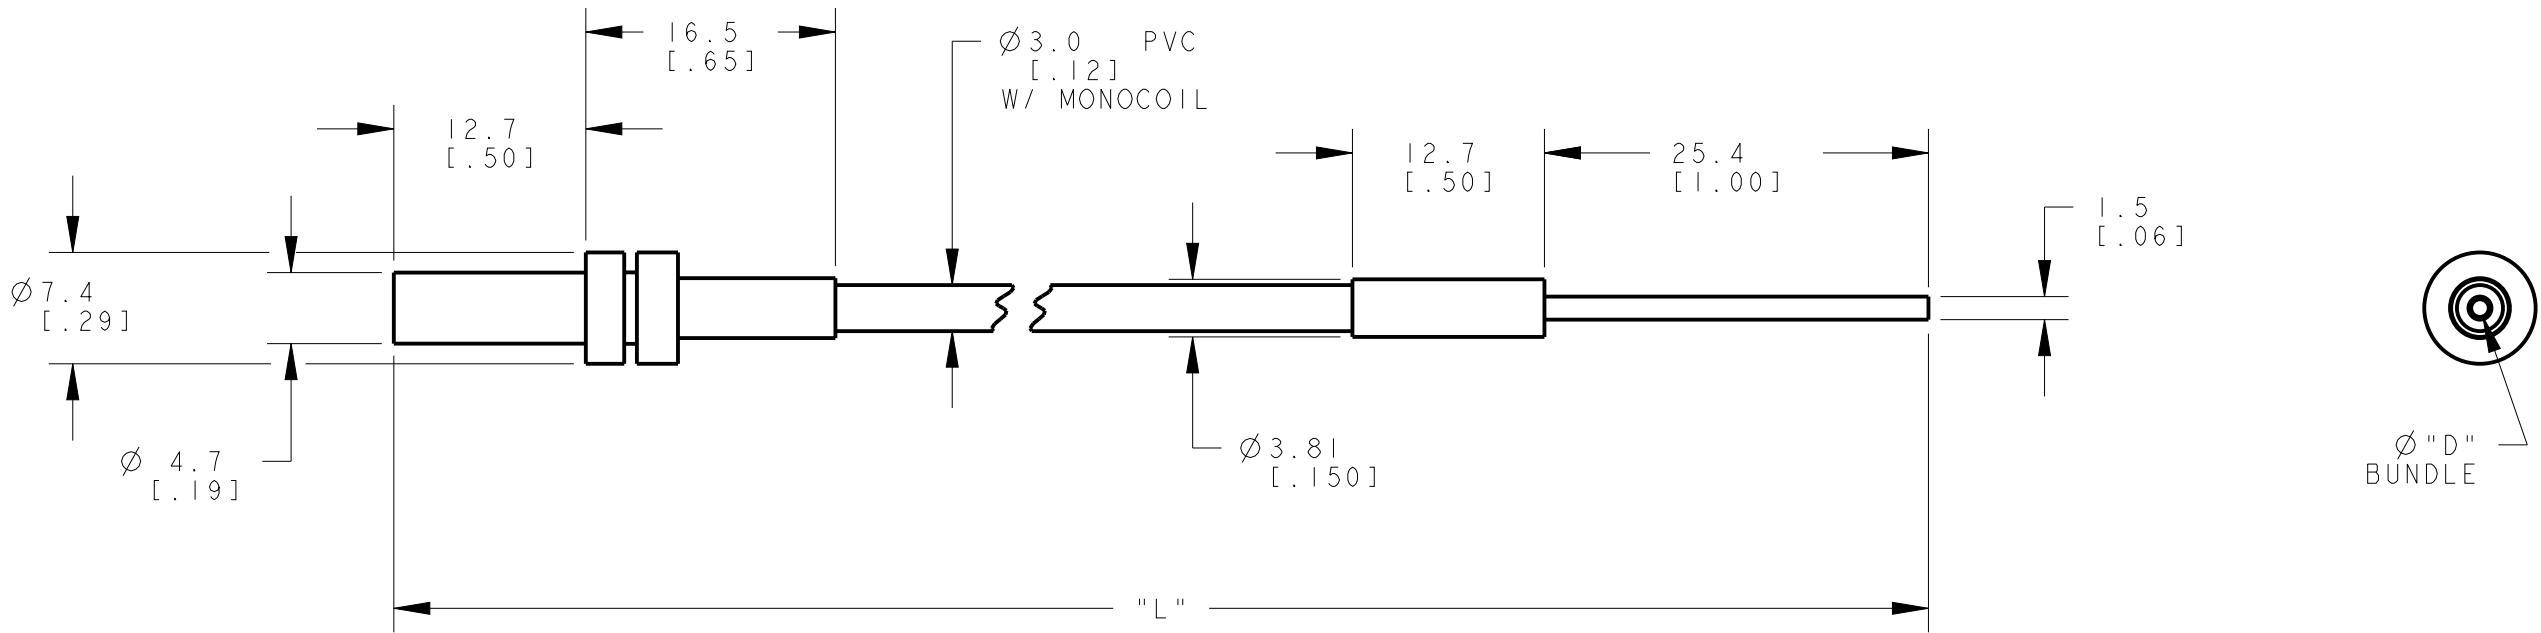 16.5
[.65]
Ø3.0 PVC
[.12]
W/ MONOCOIL
12.7
[.50]
12.7
[.50]
25.4
[1.00]
1.5
[.06]
Ø7.4
[.29]
Ø 4.7
[.19]
Ø3.81
[.150]
Ø"D"
BUNDLE
"L"